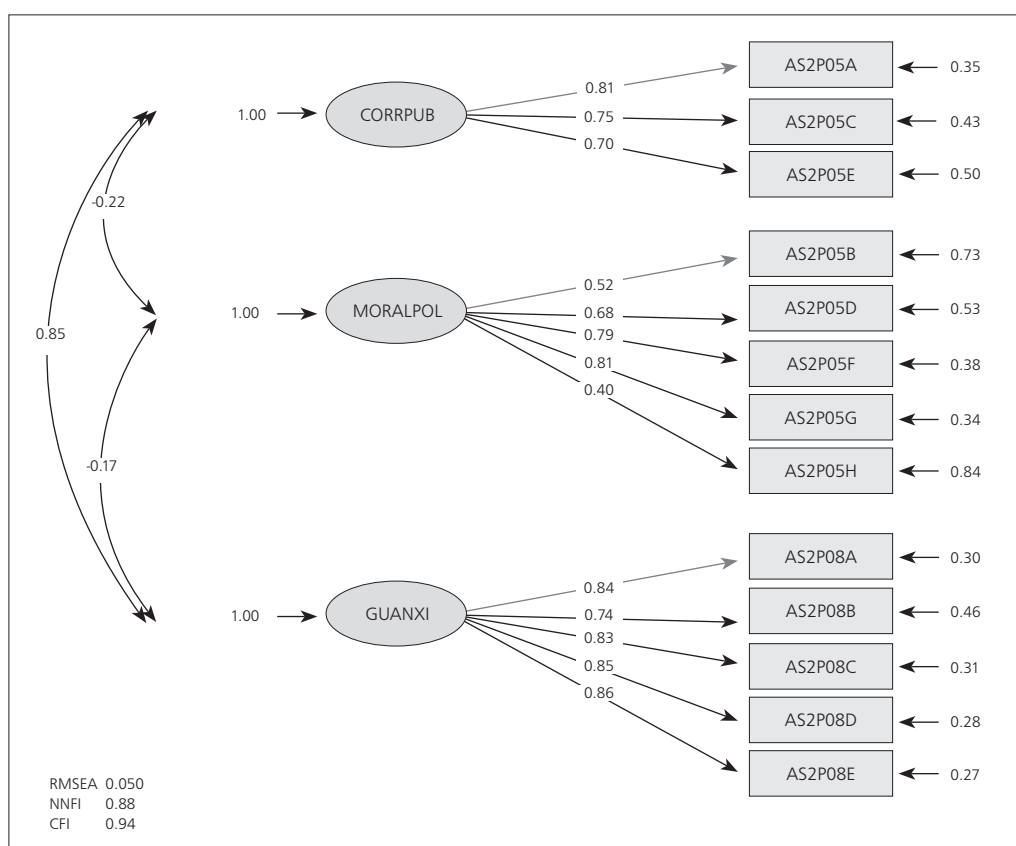 AS2P05A
0.35
0.81
1.00
CORRPUB
0.75
AS2P05C
0.43
0.70
AS2P05E
0.50
-0.22
AS2P05B
0.73
0.52
1.00
MORALPOL
0.68
AS2P05D
0.53
0.85
0.79
AS2P05F
0.38
0.81
0.40
AS2P05G
0.34
-0.17
AS2P05H
0.84
AS2P08A
0.30
0.84
1.00
GUANXI
0.74
AS2P08B
0.46
0.83
0.85
AS2P08C
0.31
0.86
AS2P08D
0.28
AS2P08E
0.27
RMSEA 0.050
NNFI 0.88
CFI 0.94